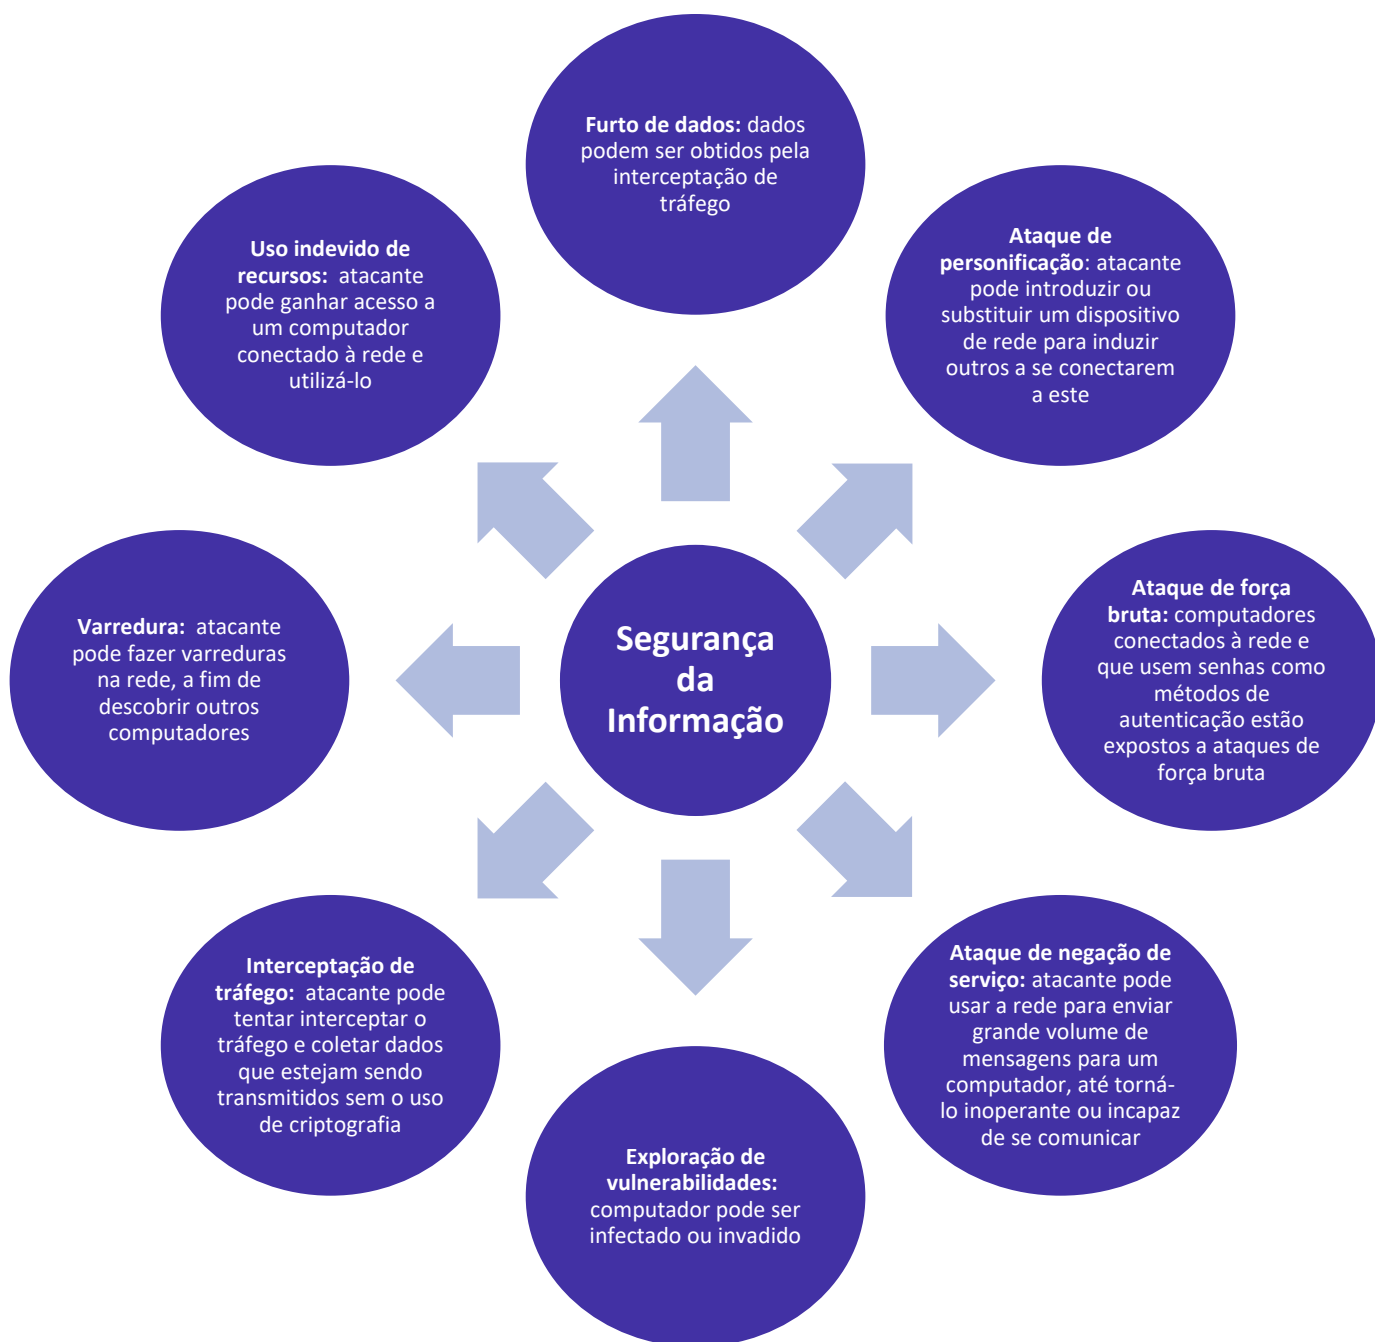 Furto de dados: dados
podem ser obtidos pela
interceptação de
tráfego
Ataque de
personificação: atacante
pode introduzir ou
substituir um dispositivo
de rede para induzir
outros a se conectarem
a este
Ataque de força
bruta: computadores
conectados à rede e
que usem senhas como
métodos de
autenticação estão
expostos a ataques de
força bruta
Ataque de negação de
serviço: atacante pode
usar a rede para enviar
grande volume de
mensagens para um
computador, até torná-
lo inoperante ou incapaz
de se comunicar
Exploração de
vulnerabilidades:
computador pode ser
infectado ou invadido
Interceptação de
tráfego: atacante pode
tentar interceptar o
tráfego e coletar dados
que estejam sendo
transmitidos sem o uso
de criptografia
Varredura: atacante
pode fazer varreduras
na rede, a fim de
descobrir outros
computadores
Uso indevido de
recursos: atacante
pode ganhar acesso a
um computador
conectado à rede e
utilizá-lo
Segurança
da
Informação